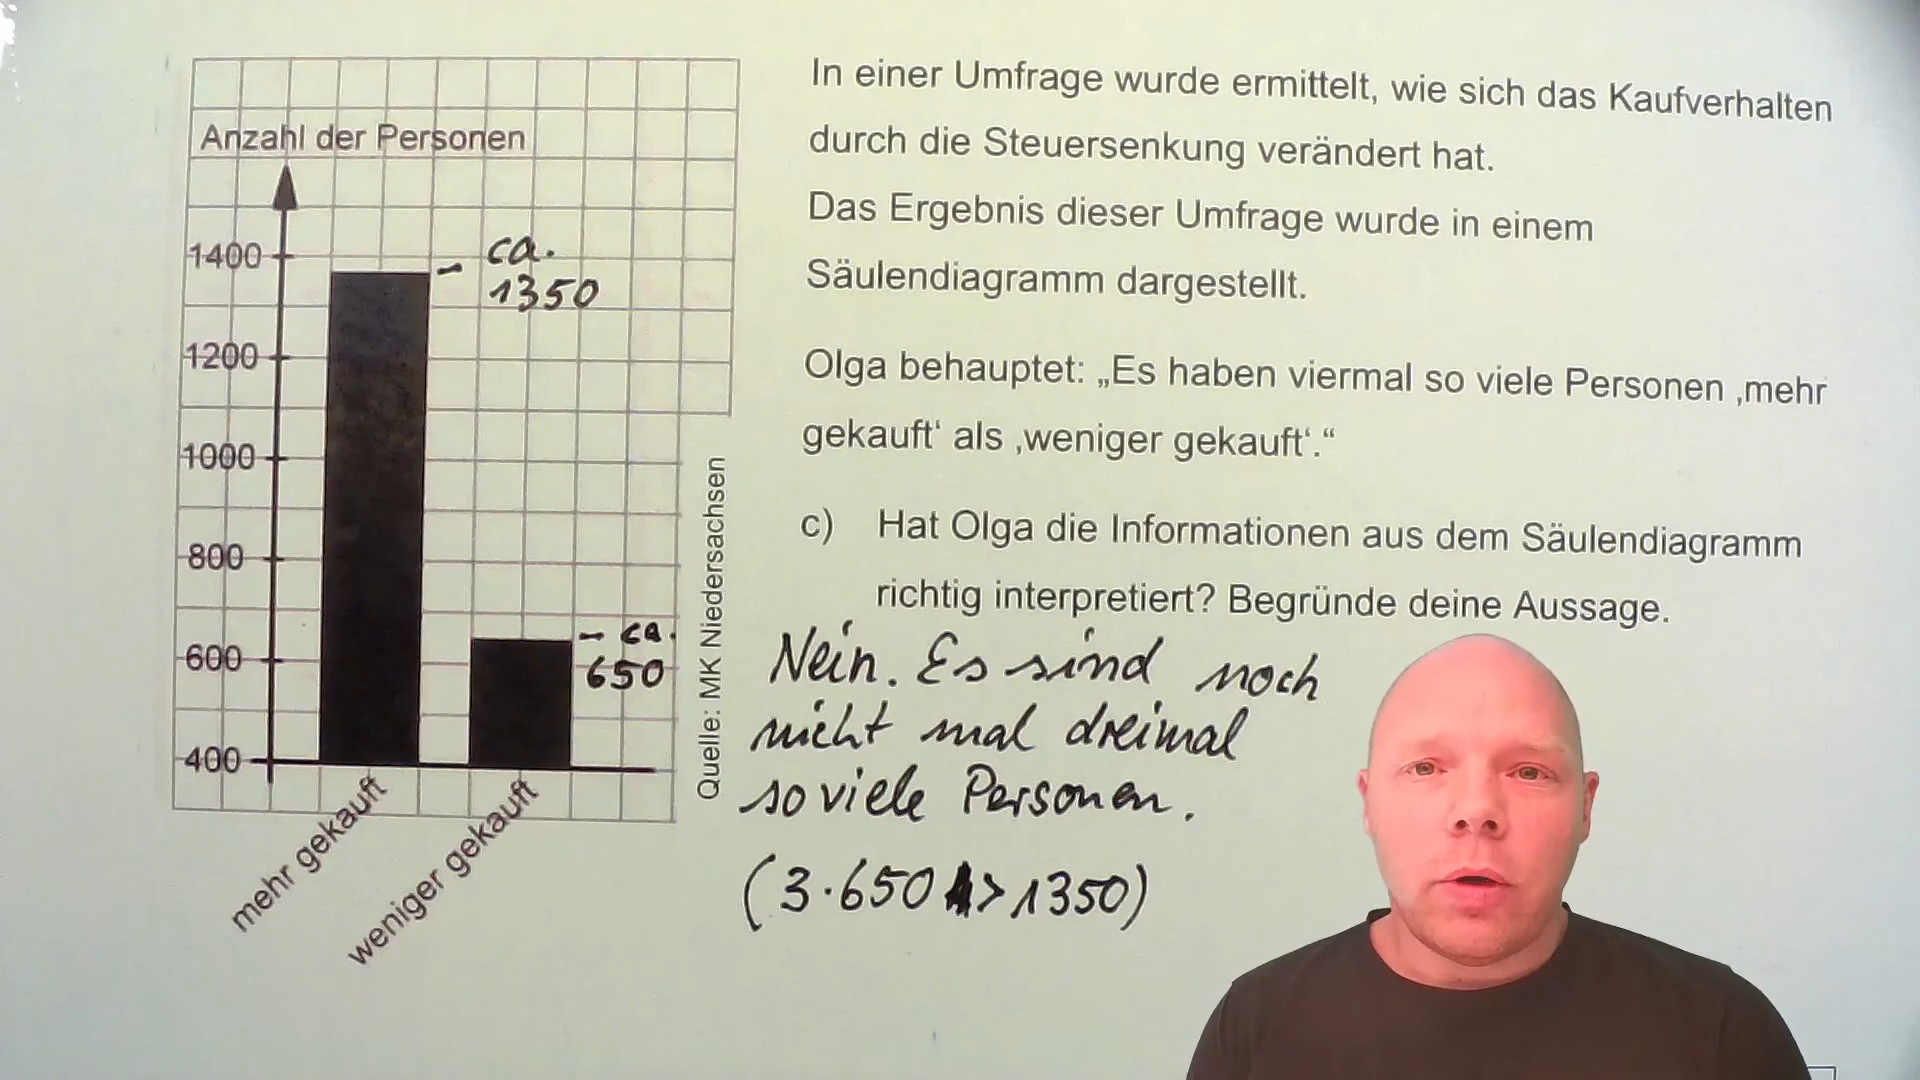 Anzahl der Personen
1400
1200
1000
800
600
400
ca.
1350
– ca.
650
mehr gekauft
weniger gekauft
Quelle: MK Niedersachsen
In einer Umfrage wurde ermittelt, wie sich das Kaufverhalten
durch die Steuersenkung verändert hat.
Das Ergebnis dieser Umfrage wurde in einem
Säulendiagramm dargestellt.
Olga behauptet: „Es haben viermal so viele Personen ‚mehr
gekauft‘ als ‚weniger gekauft‘.“
c) Hat Olga die Informationen aus dem Säulendiagramm
richtig interpretiert? Begründe deine Aussage.
Nein. Es sind noch
nicht mal dreimal
so viele Personen.
(3·650 > 1350)